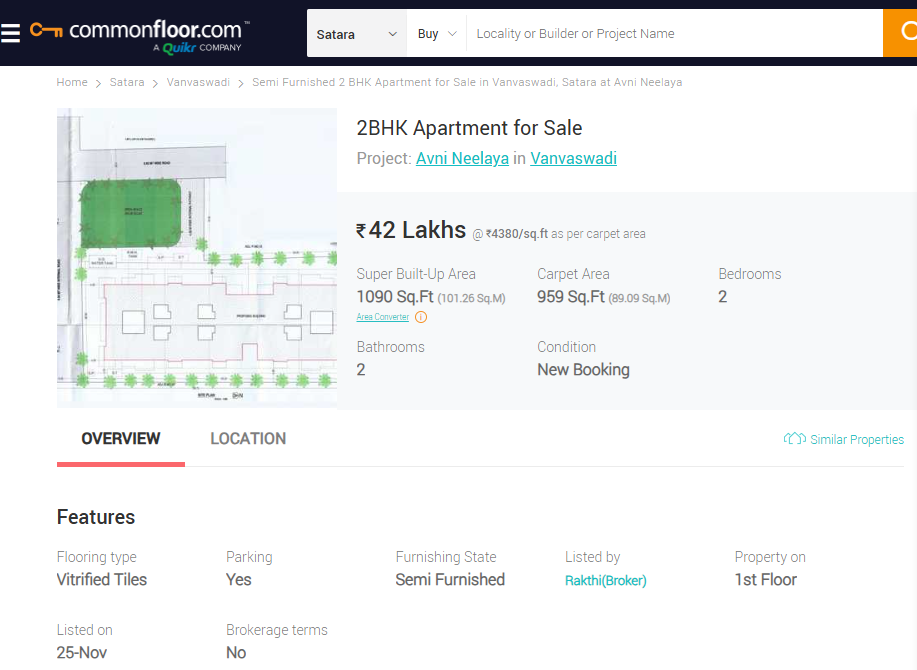 commonfloor.com™
A Quikr COMPANY
Satara
Buy
Locality or Builder or Project Name
Home > Satara > Vanvaswadi > Semi Furnished 2 BHK Apartment for Sale in Vanvaswadi, Satara at Avni Neelaya
2BHK Apartment for Sale
Project: Avni Neelaya in Vanvaswadi
₹42 Lakhs @ ₹4380/sq.ft as per carpet area
Super Built-Up Area
1090 Sq.Ft (101.26 Sq.M)
Area Converter
Carpet Area
959 Sq.Ft (89.09 Sq.M)
Bedrooms
2
Bathrooms
2
Condition
New Booking
OVERVIEW
LOCATION
Similar Properties
Features
Flooring type
Vitrified Tiles
Parking
Yes
Furnishing State
Semi Furnished
Listed by
Rakthi(Broker)
Property on
1st Floor
Listed on
25-Nov
Brokerage terms
No